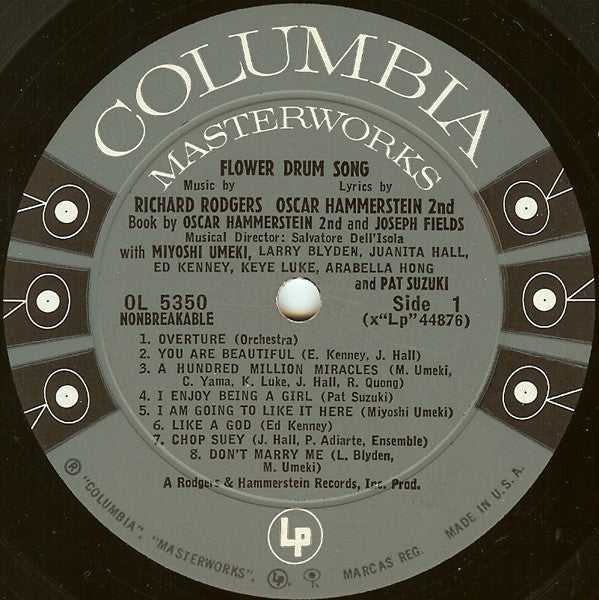 COLUMBIA
MASTERWORKS
FLOWER DRUM SONG
Music by Lyrics by
RICHARD RODGERS OSCAR HAMMERSTEIN 2nd
Book by OSCAR HAMMERSTEIN 2nd and JOSEPH FIELDS
Musical Director: Salvatore Dell'Isola
with MIYOSHI UMEKI, LARRY BLYDEN, JUANITA HALL,
ED KENNEY, KEYE LUKE, ARABELLA HONG
and PAT SUZUKI
OL 5350 Side 1
NONBREAKABLE (x"Lp"44876)
1. OVERTURE (Orchestra)
2. YOU ARE BEAUTIFUL (E. Kenney, J. Hall)
3. A HUNDRED MILLION MIRACLES (M. Umeki,
C. Yama, K. Luke, J. Hall, R. Quong)
4. I ENJOY BEING A GIRL (Pat Suzuki)
5. I AM GOING TO LIKE IT HERE (Miyoshi Umeki)
6. LIKE A GOD (Ed Kenney)
7. CHOP SUEY (J. Hall, P. Adiarte, Ensemble)
8. DON'T MARRY ME (L. Blyden,
M. Umeki)
A Rodgers & Hammerstein Records, Inc. Prod.
Lp
® "COLUMBIA", "MASTERWORKS", Lp MARCAS REG. MADE IN U. S. A.